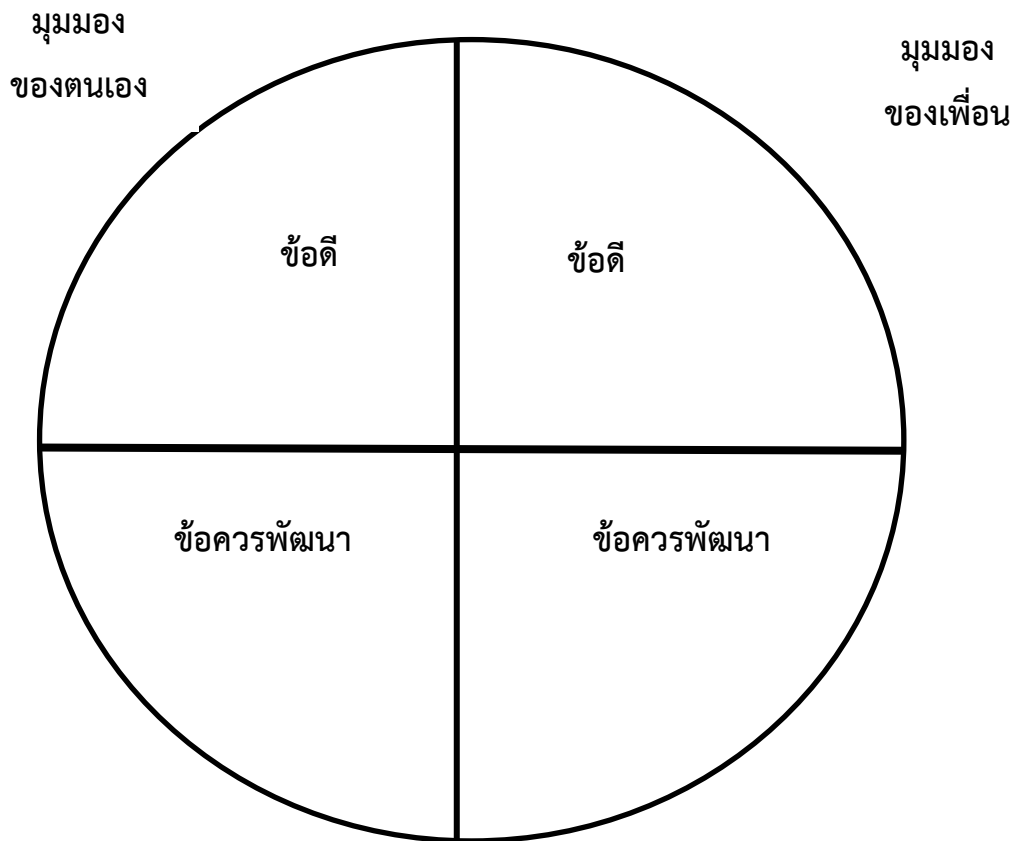 มุมมอง
ของตนเอง
มุมมอง
ของเพื่อน
ข้อดี
ข้อดี
ข้อควรพัฒนา
ข้อควรพัฒนา